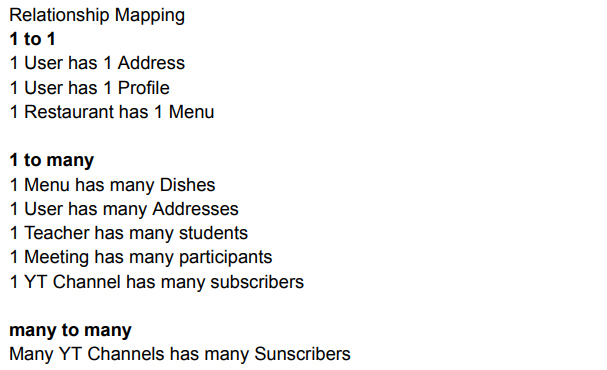 Relationship Mapping
1 to 1
1 User has 1 Address
1 User has 1 Profile
1 Restaurant has 1 Menu
1 to many
1 Menu has many Dishes
1 User has many Addresses
1 Teacher has many students
1 Meeting has many participants
1 YT Channel has many subscribers
many to many
Many YT Channels has many Sunscribers